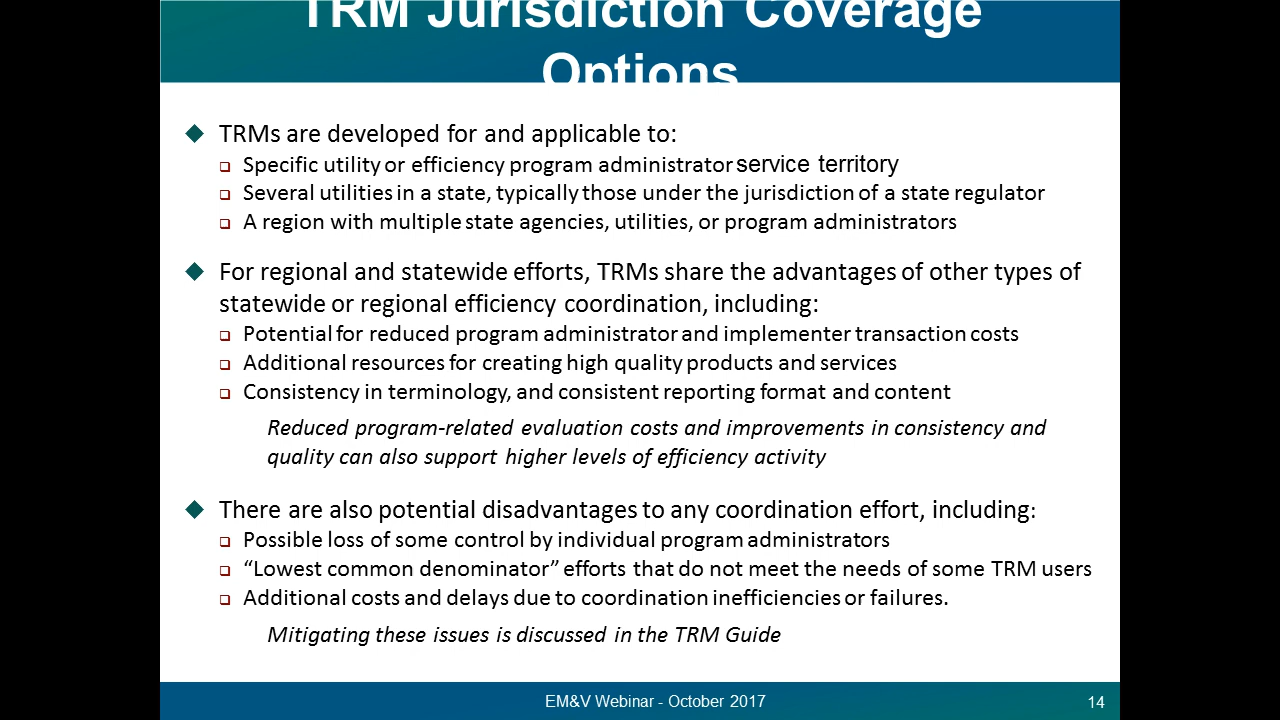 TRM Jurisdiction Coverage
Options
TRMs are developed for and applicable to:
Specific utility or efficiency program administrator service territory
Several utilities in a state, typically those under the jurisdiction of a state regulator
A region with multiple state agencies, utilities, or program administrators
For regional and statewide efforts, TRMs share the advantages of other types of
statewide or regional efficiency coordination, including:
Potential for reduced program administrator and implementer transaction costs
Additional resources for creating high quality products and services
Consistency in terminology, and consistent reporting format and content
Reduced program-related evaluation costs and improvements in consistency and
quality can also support higher levels of efficiency activity
There are also potential disadvantages to any coordination effort, including:
Possible loss of some control by individual program administrators
“Lowest common denominator” efforts that do not meet the needs of some TRM users
Additional costs and delays due to coordination inefficiencies or failures.
Mitigating these issues is discussed in the TRM Guide
EM&V Webinar - October 2017
14